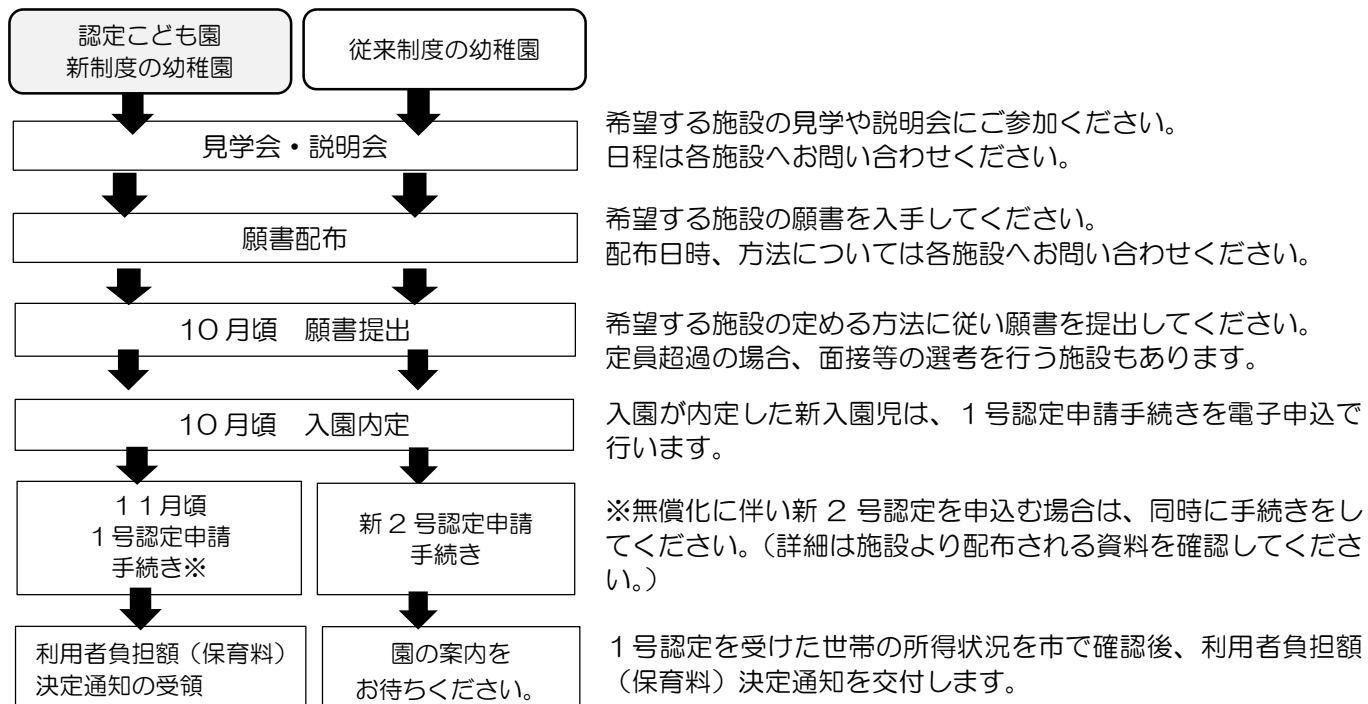 認定こども園
新制度の幼稚園
従来制度の幼稚園
見学会・説明会
希望する施設の見学や説明会にご参加ください。
日程は各施設へお問い合わせください。
願書配布
希望する施設の願書を入手してください。
配布日時、方法については各施設へお問い合わせください。
10月頃　願書提出
希望する施設の定める方法に従い願書を提出してください。
定員超過の場合、面接等の選考を行う施設もあります。
10月頃　入園内定
入園が内定した新入園児は、1号認定申請手続きを電子申込で
行います。
11月頃
1号認定申請
手続き※
新2号認定申請
手続き
※無償化に伴い新2号認定を申込む場合は、同時に手続きをし
てください。（詳細は施設より配布される資料を確認してくださ
い。）
利用者負担額（保育料）
決定通知の受領
園の案内を
お待ちください。
1号認定を受けた世帯の所得状況を市で確認後、利用者負担額
（保育料）決定通知を交付します。